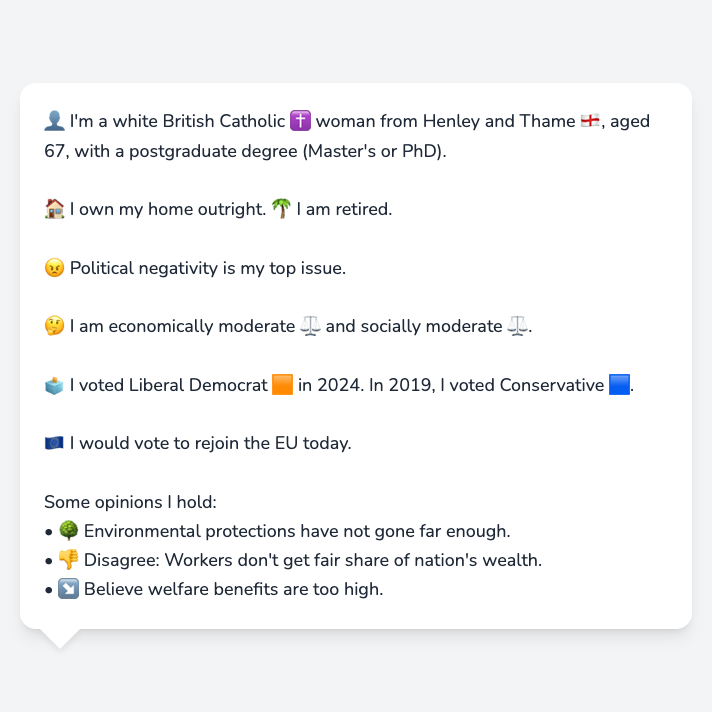 👤 I'm a white British Catholic ✝️ woman from Henley and Thame 🏴󠁧󠁢󠁥󠁮󠁧󠁿, aged
67, with a postgraduate degree (Master's or PhD).
🏠 I own my home outright. 🌴 I am retired.
😠 Political negativity is my top issue.
🤔 I am economically moderate ⚖️ and socially moderate ⚖️.
🗳️ I voted Liberal Democrat 🟧 in 2024. In 2019, I voted Conservative 🟦.
🇪🇺 I would vote to rejoin the EU today.
Some opinions I hold:
• 🌳 Environmental protections have not gone far enough.
• 👎 Disagree: Workers don't get fair share of nation's wealth.
• ↘️ Believe welfare benefits are too high.